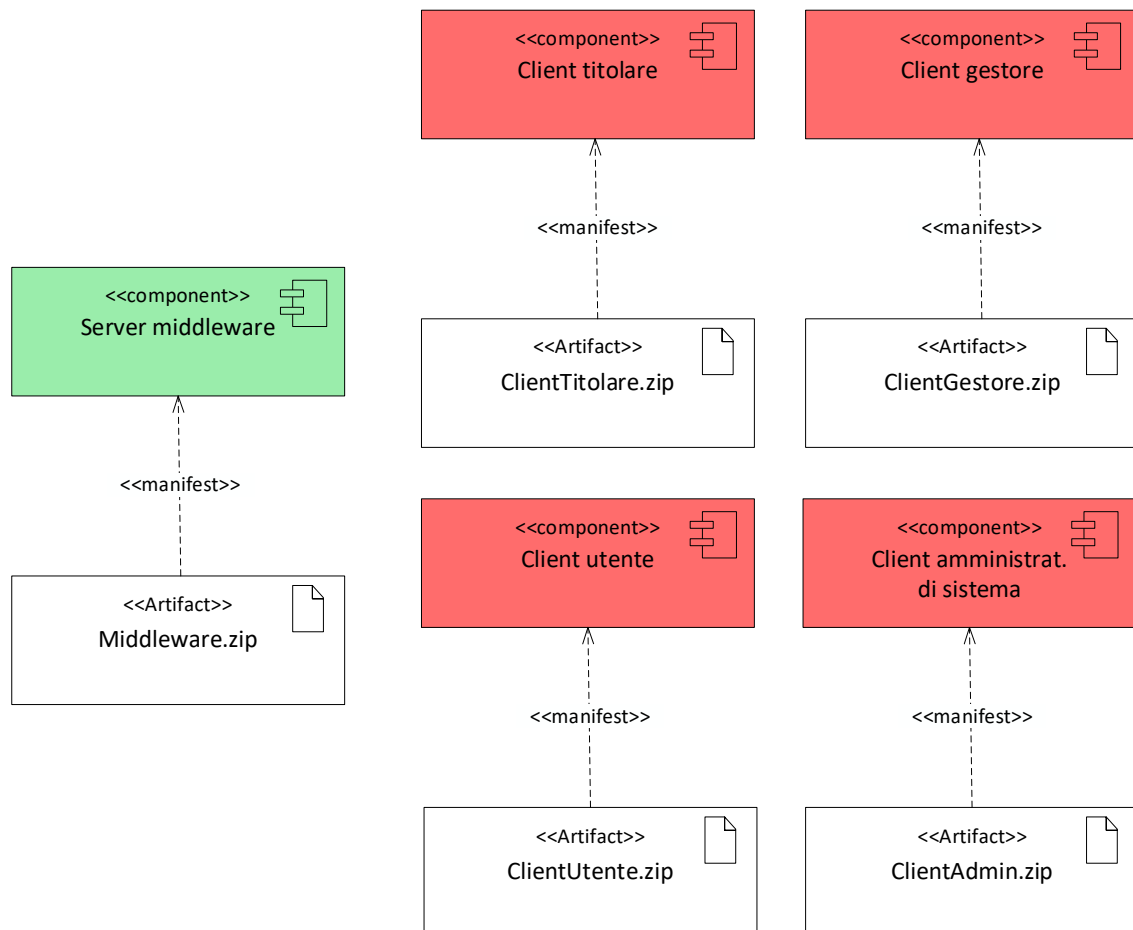 <<component>>
Client titolare
<<component>>
Client gestore
<<manifest>>
<<manifest>>
<<component>>
Server middleware
<<Artifact>>
ClientTitolare.zip
<<Artifact>>
ClientGestore.zip
<<manifest>>
<<component>>
Client utente
<<component>>
Client amministrat.
di sistema
<<Artifact>>
Middleware.zip
<<manifest>>
<<manifest>>
<<Artifact>>
ClientUtente.zip
<<Artifact>>
ClientAdmin.zip